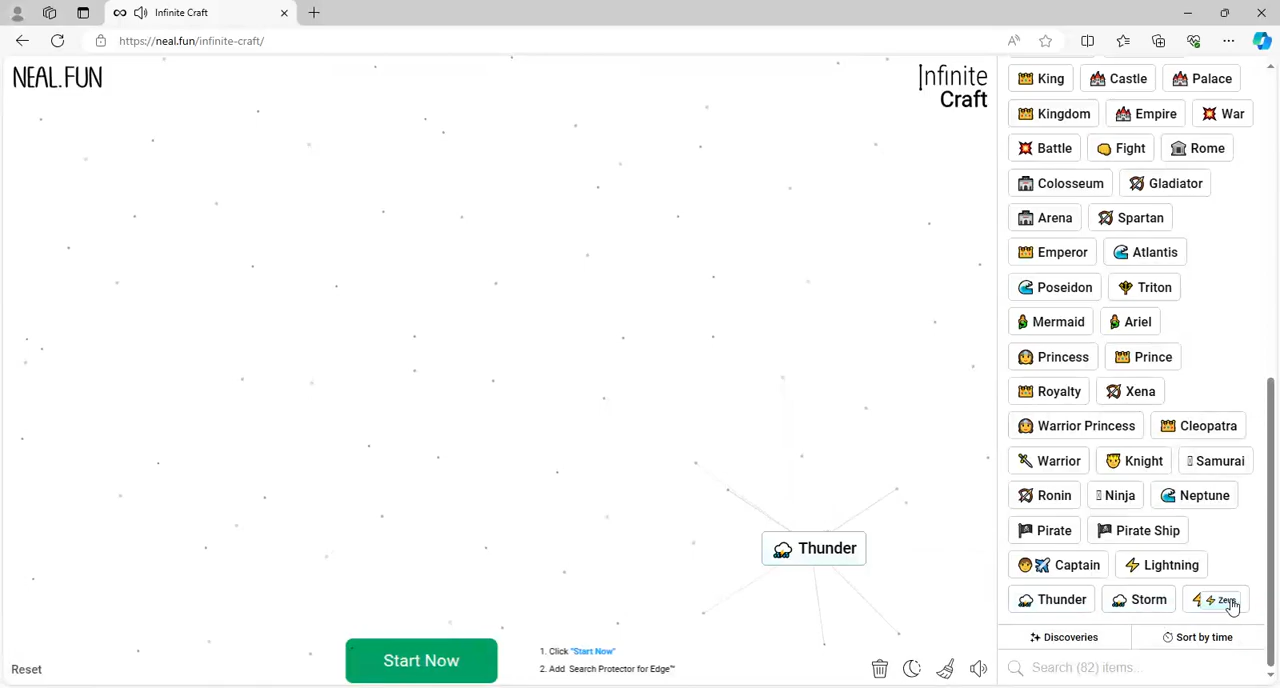 Infinite Craft
https://neal.fun/infinite-craft/
NEAL.FUN
Infinite
Craft
King Castle Palace
Kingdom Empire War
Battle Fight Rome
Colosseum Gladiator
Arena Spartan
Emperor Atlantis
Poseidon Triton
Mermaid Ariel
Princess Prince
Royalty Xena
Warrior Princess Cleopatra
Warrior Knight Samurai
Ronin Ninja Neptune
Pirate Pirate Ship
Captain Lightning
Thunder Storm
Thunder
Discoveries Sort by time
Search (82) items...
Start Now
1. Click "Start Now"
2. Add Search Protector for Edge™
Reset